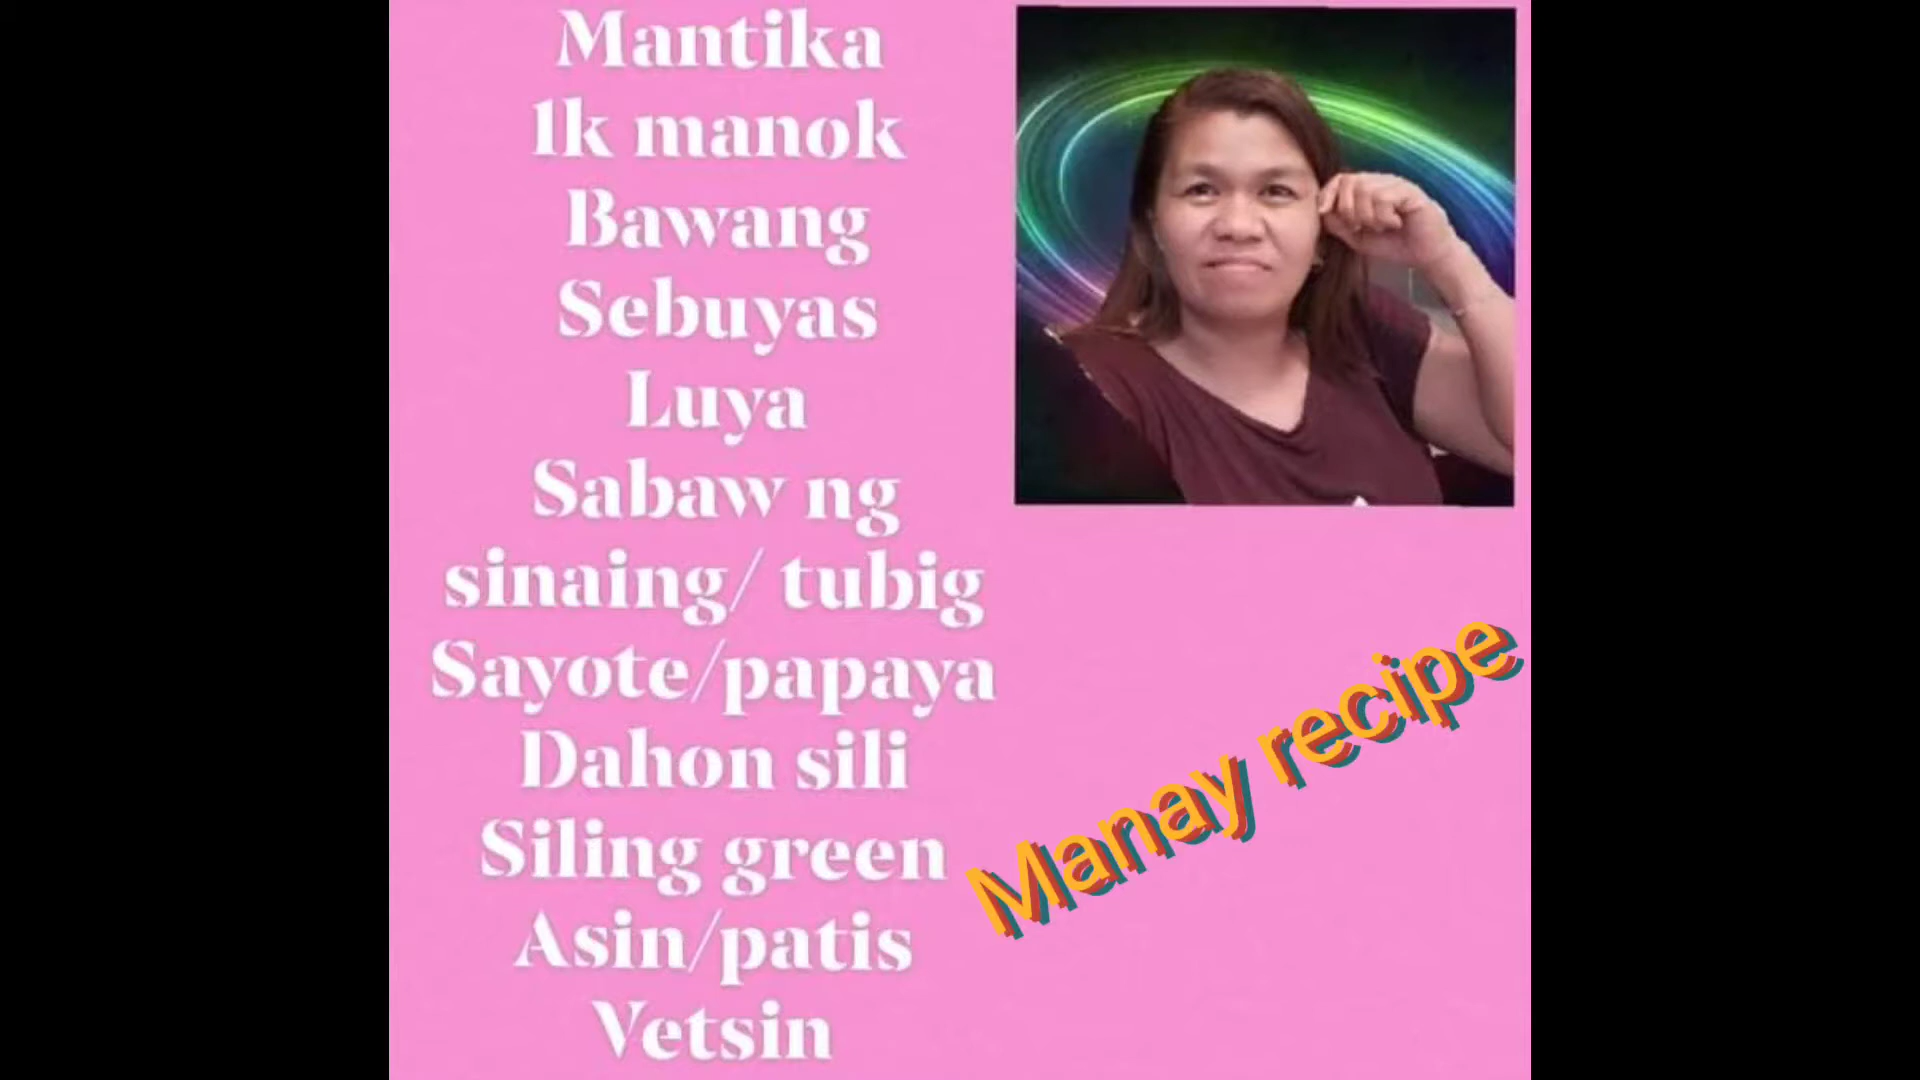 Mantika
1k manok
Bawang
Sebuyas
Luya
Sabaw ng
sinaing/ tubig
Sayote/papaya
Dahon sili
Siling green
Asin/patis
Vetsin
Manay recipe